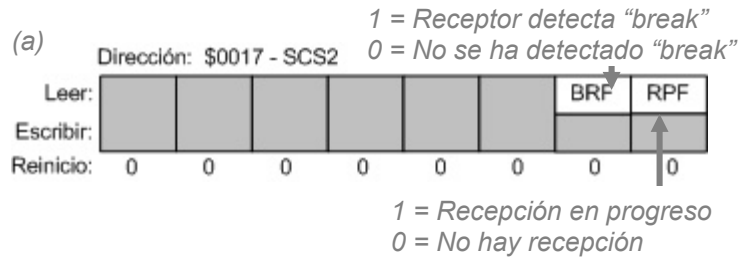 1 = Receptor detecta “break”
(a)
Dirección: $0017 - SCS2
0 = No se ha detectado “break”
Leer: BRF RPF
Escribir:
Reinicio: 0 0 0 0 0 0 0 0
1 = Recepción en progreso
0 = No hay recepción